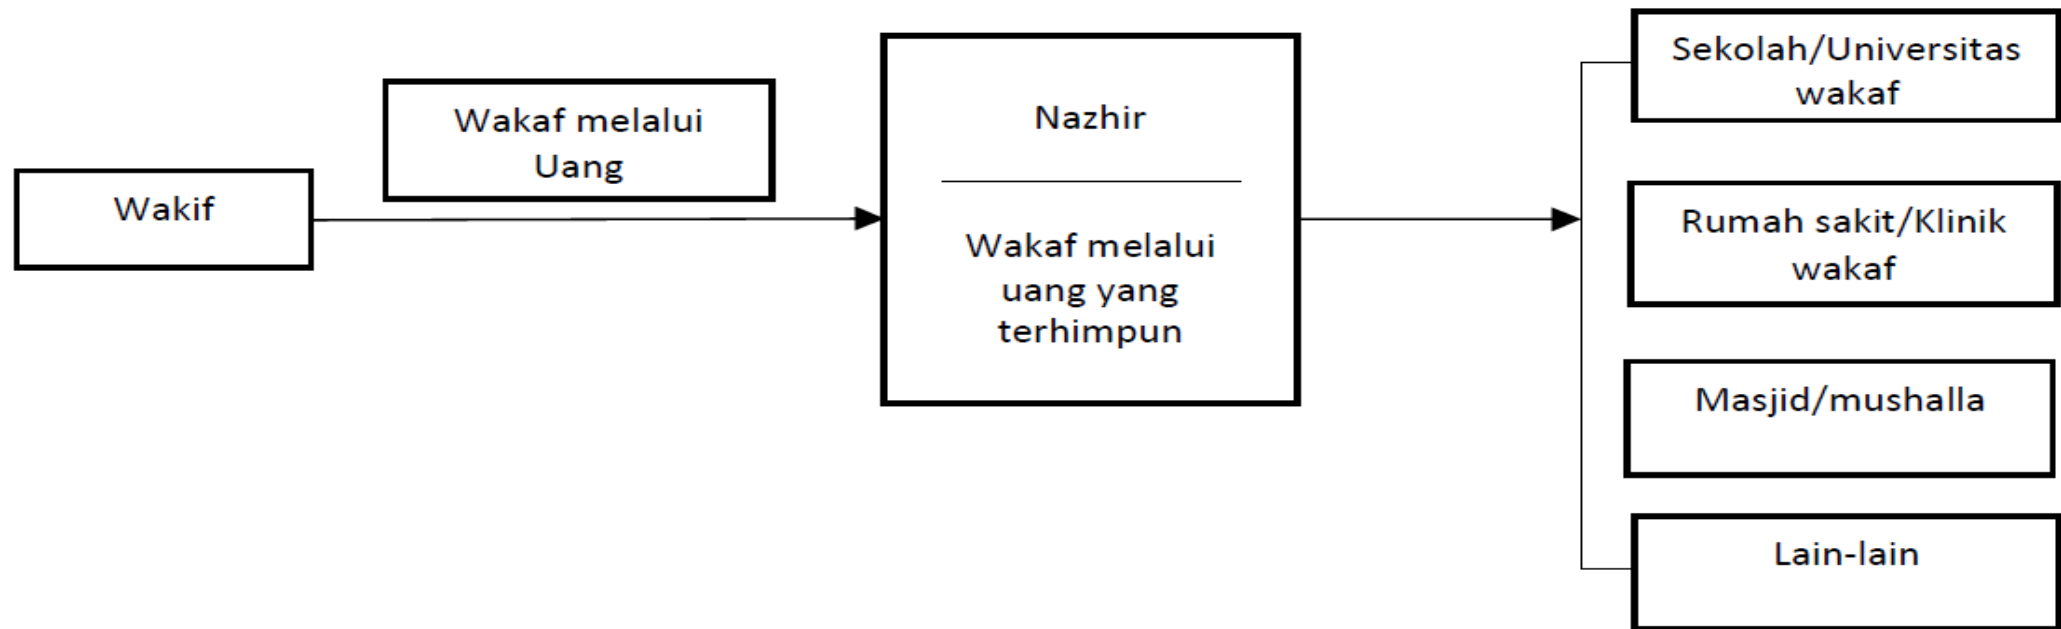 Wakif
Wakaf melalui
Uang
Nazhir
Wakaf melalui
uang yang
terhimpun
Sekolah/Universitas
wakaf
Rumah sakit/Klinik
wakaf
Masjid/mushalla
Lain-lain